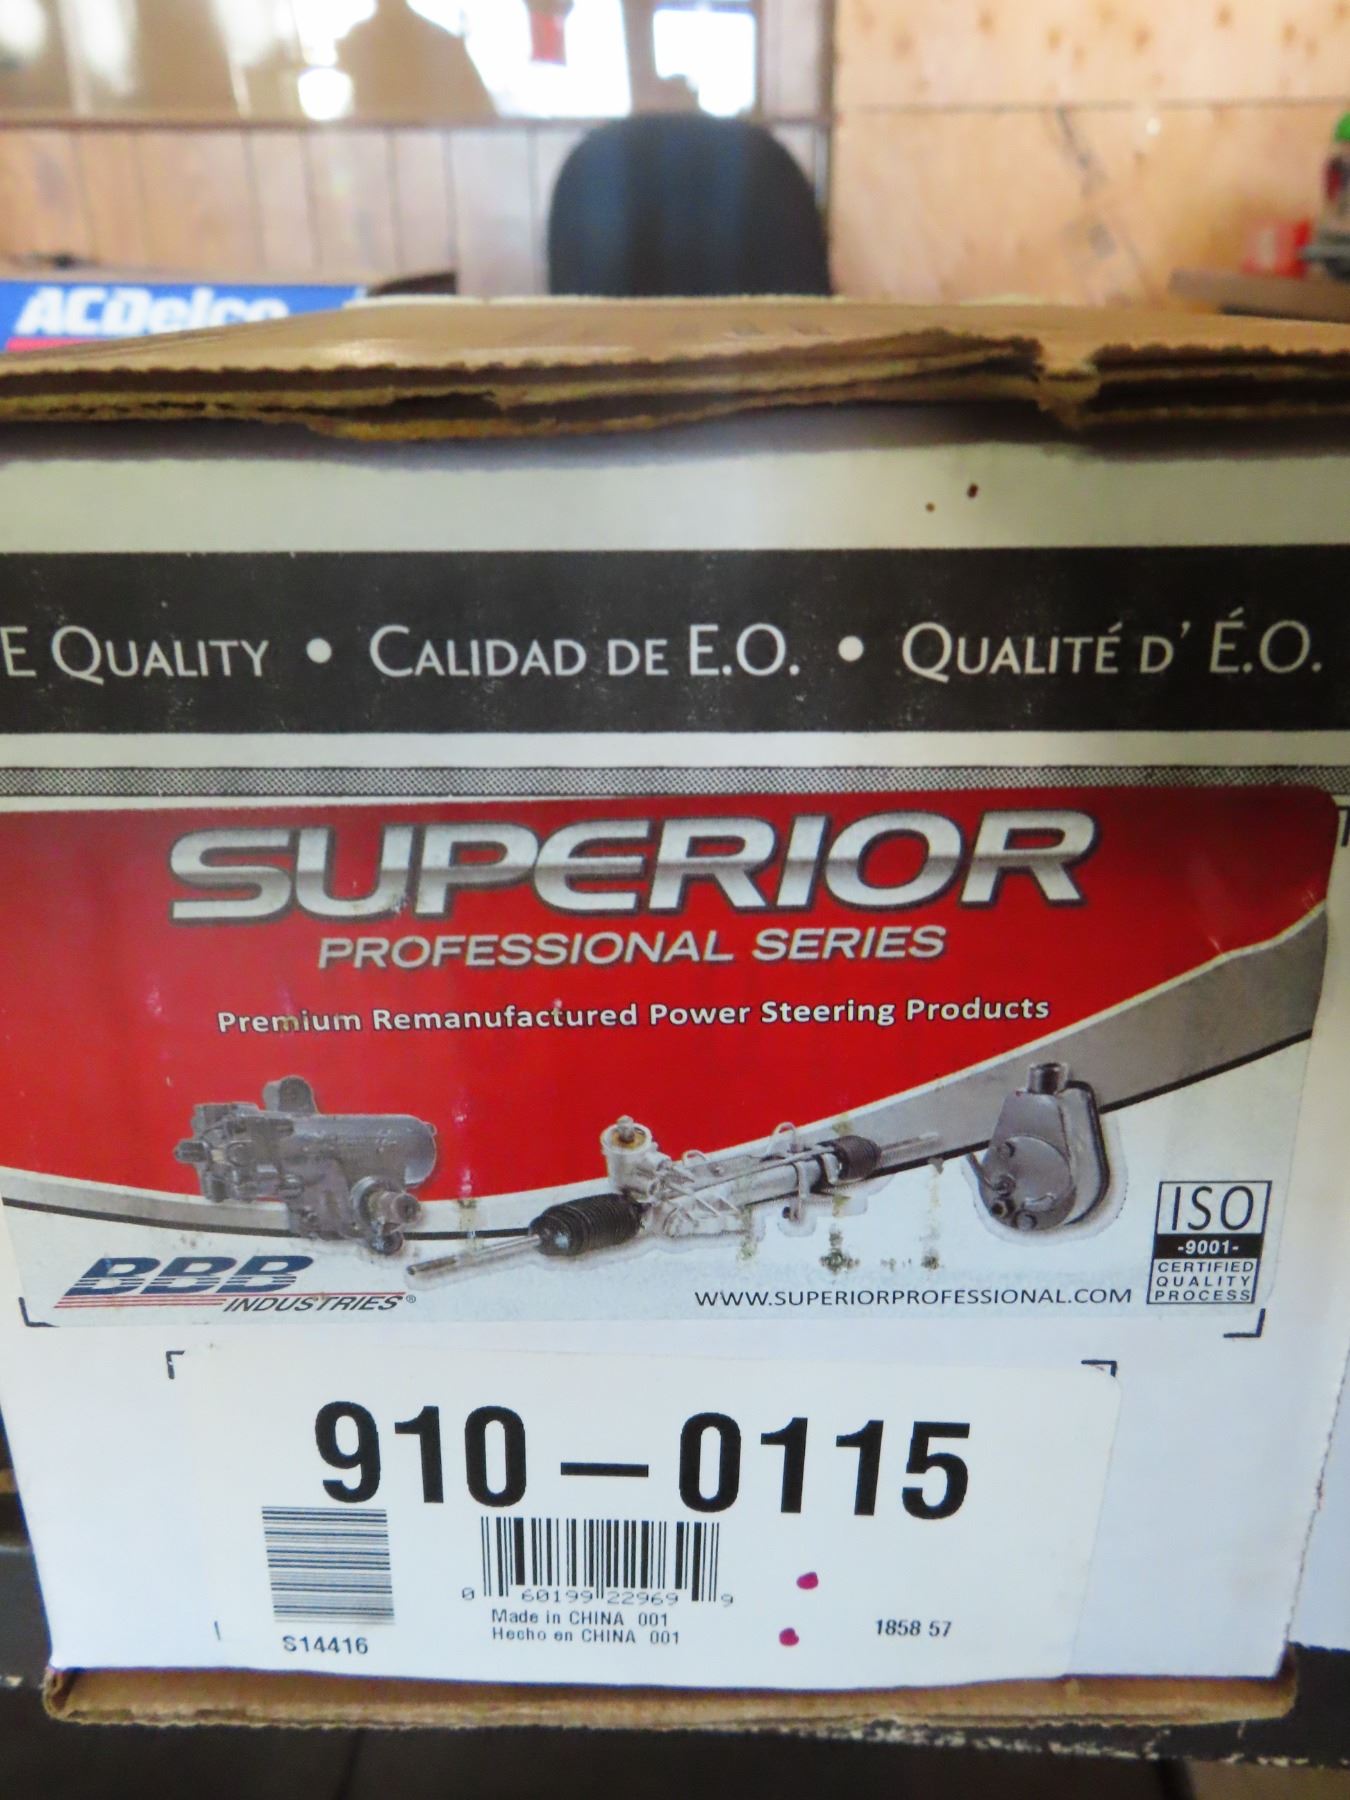 ACDelco
E QUALITY • CALIDAD DE E.O. • QUALITÉ D' É.O.
SUPERIOR
PROFESSIONAL SERIES
Premium Remanufactured Power Steering Products
BBB
INDUSTRIES®
WWW.SUPERIORPROFESSIONAL.COM
ISO
-9001-
CERTIFIED
QUALITY
PROCESS
910-0115
0 60199 22969 9
Made in CHINA 001
Hecho en CHINA 001
S14416
1858 57